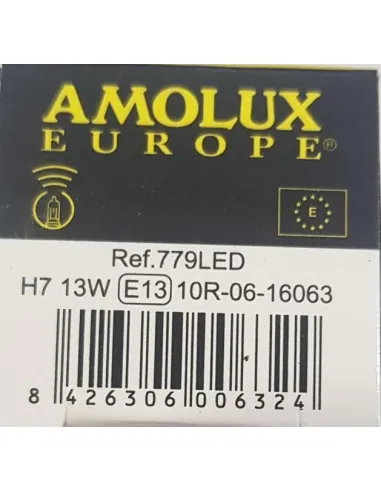 AMOLUX
EUROPE®
E
Ref.779LED
H7 13W E13 10R-06-16063
8 426306 006324